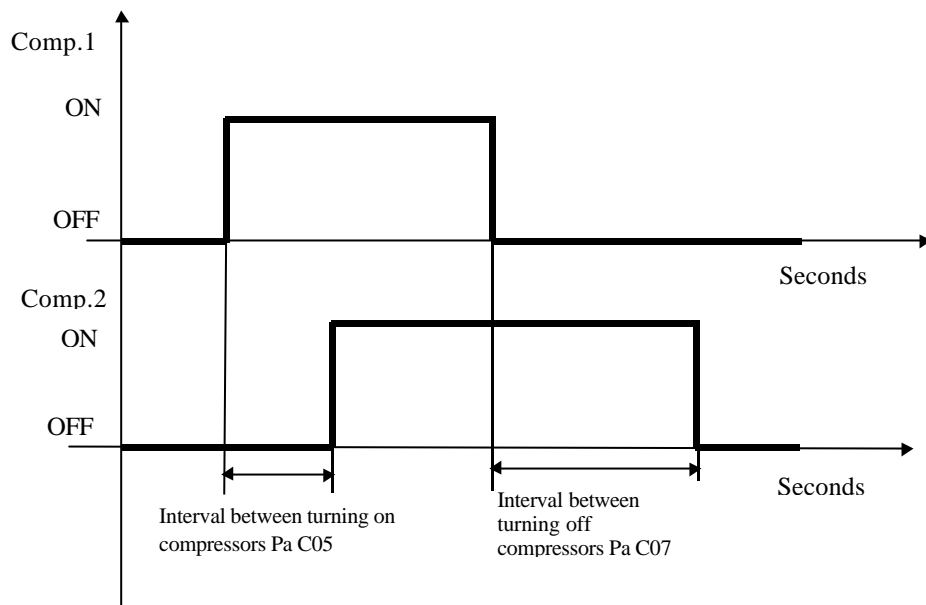 Comp.1
ON
OFF
Seconds
Comp.2
ON
OFF
Seconds
Interval between turning on
compressors Pa C05
Interval between
turning off
compressors Pa C07